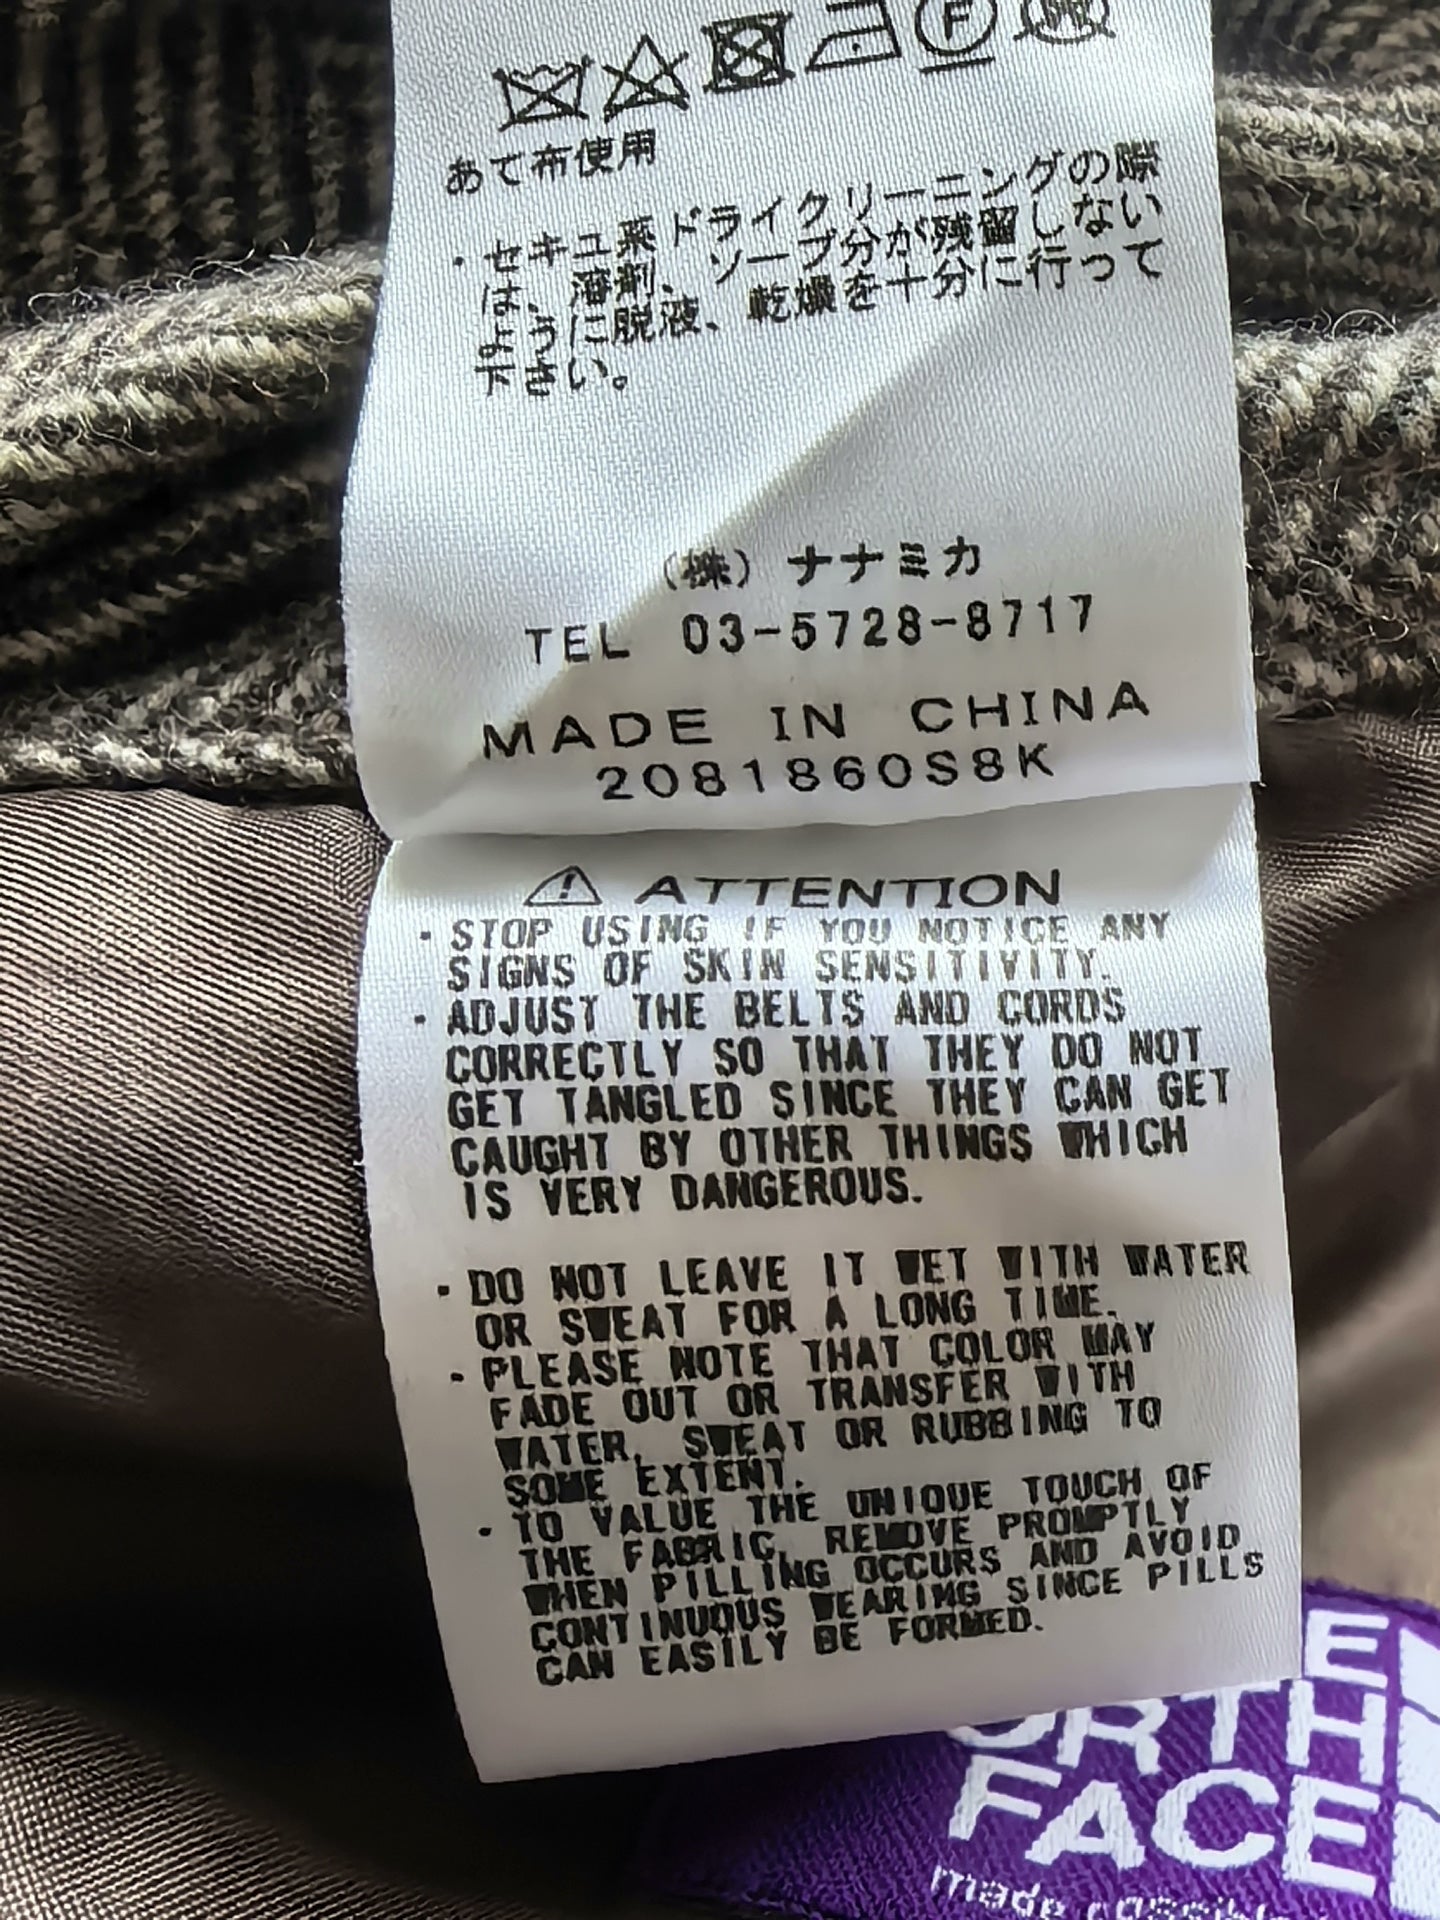 F
W
あて布使用
・セキユ系ドライクリーニングの際
は、溶剤、ソープ分が残留しない
ように脱液、乾燥を十分に行って
下さい。
(株) ナナミカ
TEL 03-5728-8717
MADE IN CHINA
2081860S8K
⚠ ATTENTION
・STOP USING IF YOU NOTICE ANY
SIGNS OF SKIN SENSITIVITY.
・ADJUST THE BELTS AND CORDS
CORRECTLY SO THAT THEY DO NOT
GET TANGLED SINCE THEY CAN GET
CAUGHT BY OTHER THINGS WHICH
IS VERY DANGEROUS.
・DO NOT LEAVE IT WET WITH WATER
OR SWEAT FOR A LONG TIME.
・PLEASE NOTE THAT COLOR MAY
FADE OUT OR TRANSFER WITH
WATER, SWEAT OR RUBBING TO
SOME EXTENT.
・TO VALUE THE UNIQUE TOUCH OF
THE FABRIC, REMOVE PROMPTLY
WHEN PILLING OCCURS AND AVOID
CONTINUOUS WEARING SINCE PILLS
CAN EASILY BE FORMED.
E
ORTH
FACE
made